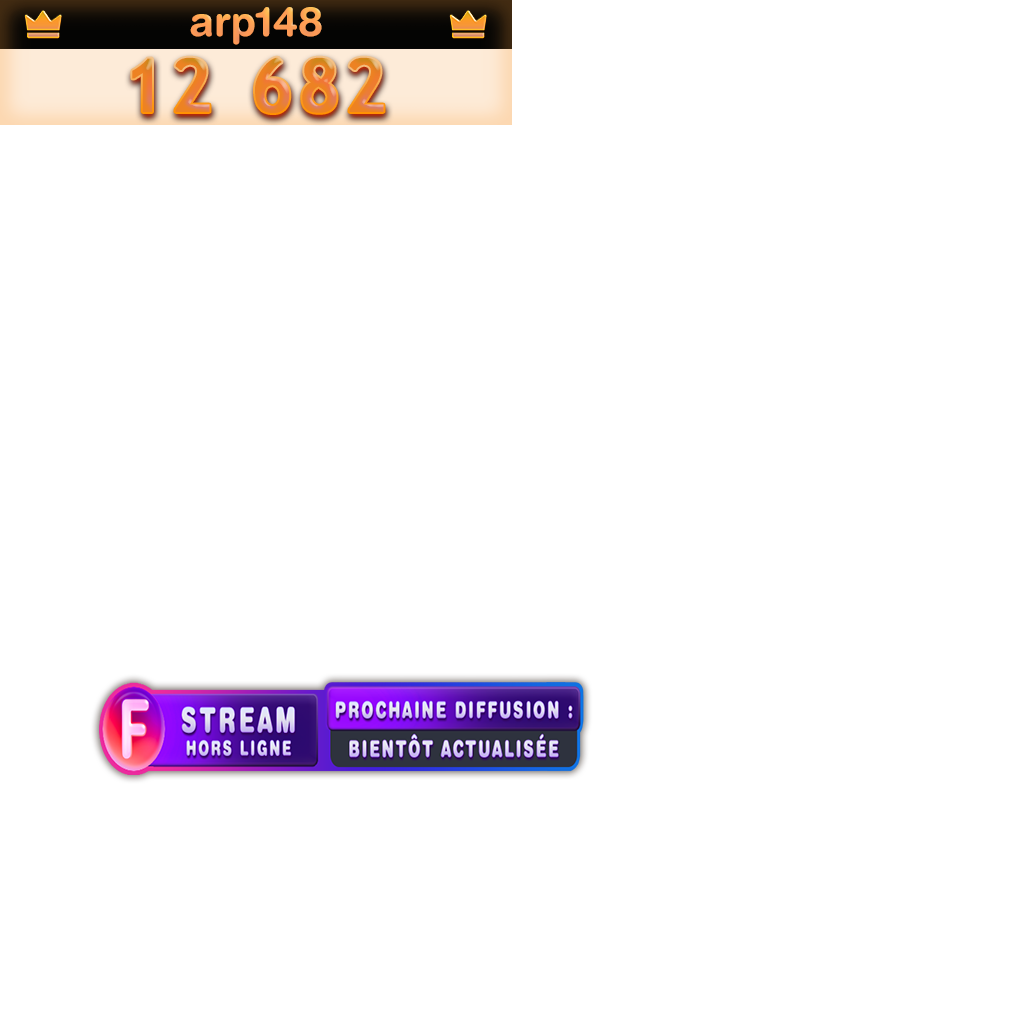 arp148
12 682
F
STREAM
HORS LIGNE
PROCHAINE DIFFUSION :
BIENTÔT ACTUALISÉE